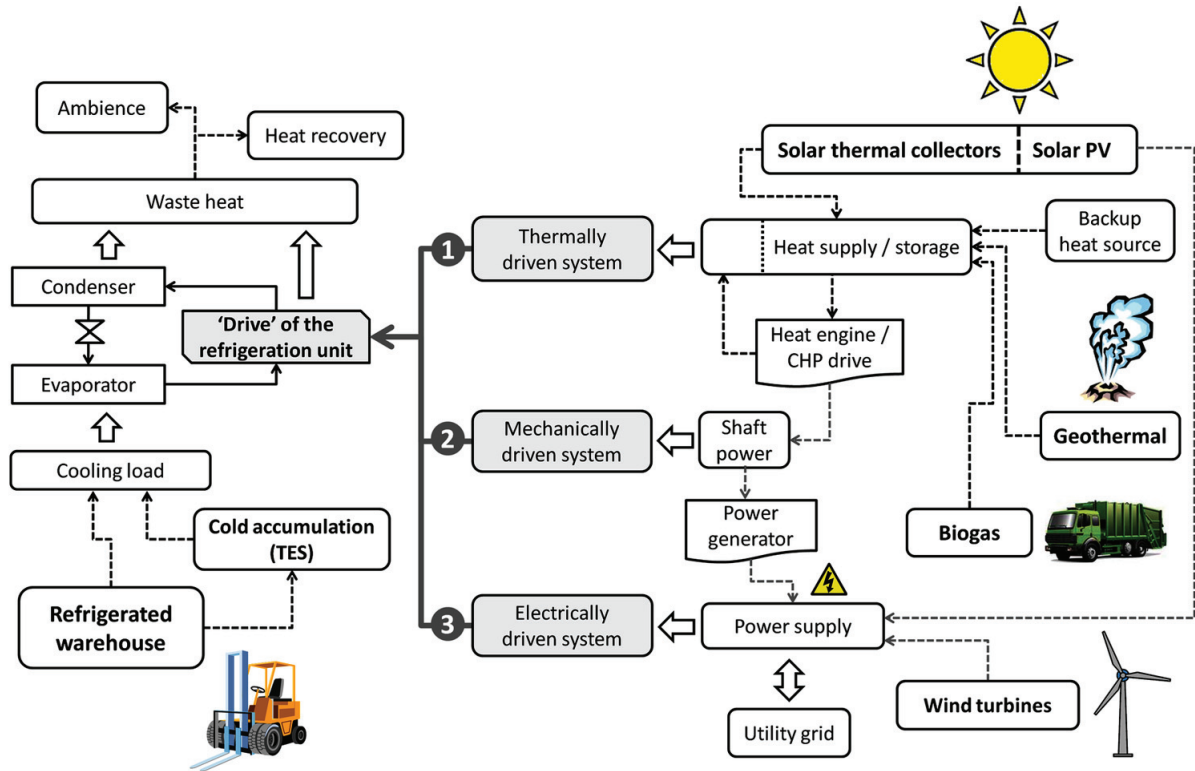 Ambience
Heat recovery
Waste heat
Condenser
'Drive' of the
refrigeration unit
Evaporator
Cooling load
Cold accumulation
(TES)
Refrigerated
warehouse
1
Thermally
driven system
2
Mechanically
driven system
3
Electrically
driven system
Solar thermal collectors
Solar PV
Heat supply / storage
Backup
heat source
Heat engine /
CHP drive
Shaft
power
Geothermal
Power
generator
Biogas
Power supply
Wind turbines
Utility grid